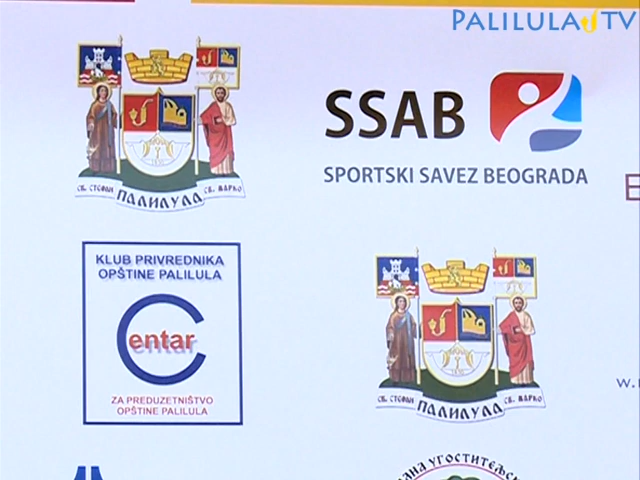 PALILULA TV
SSAB
SPORTSKI SAVEZ BEOGRADA
СВ. СТЕФАН ПАЛИЛУЛА СВ. МАРКО
KLUB PRIVREDNIKA
OPŠTINE PALILULA
Centar
ZA PREDUZETNIŠTVO
OPŠTINE PALILULA
СВ. СТЕФАН ПАЛИЛУЛА СВ. МАРКО